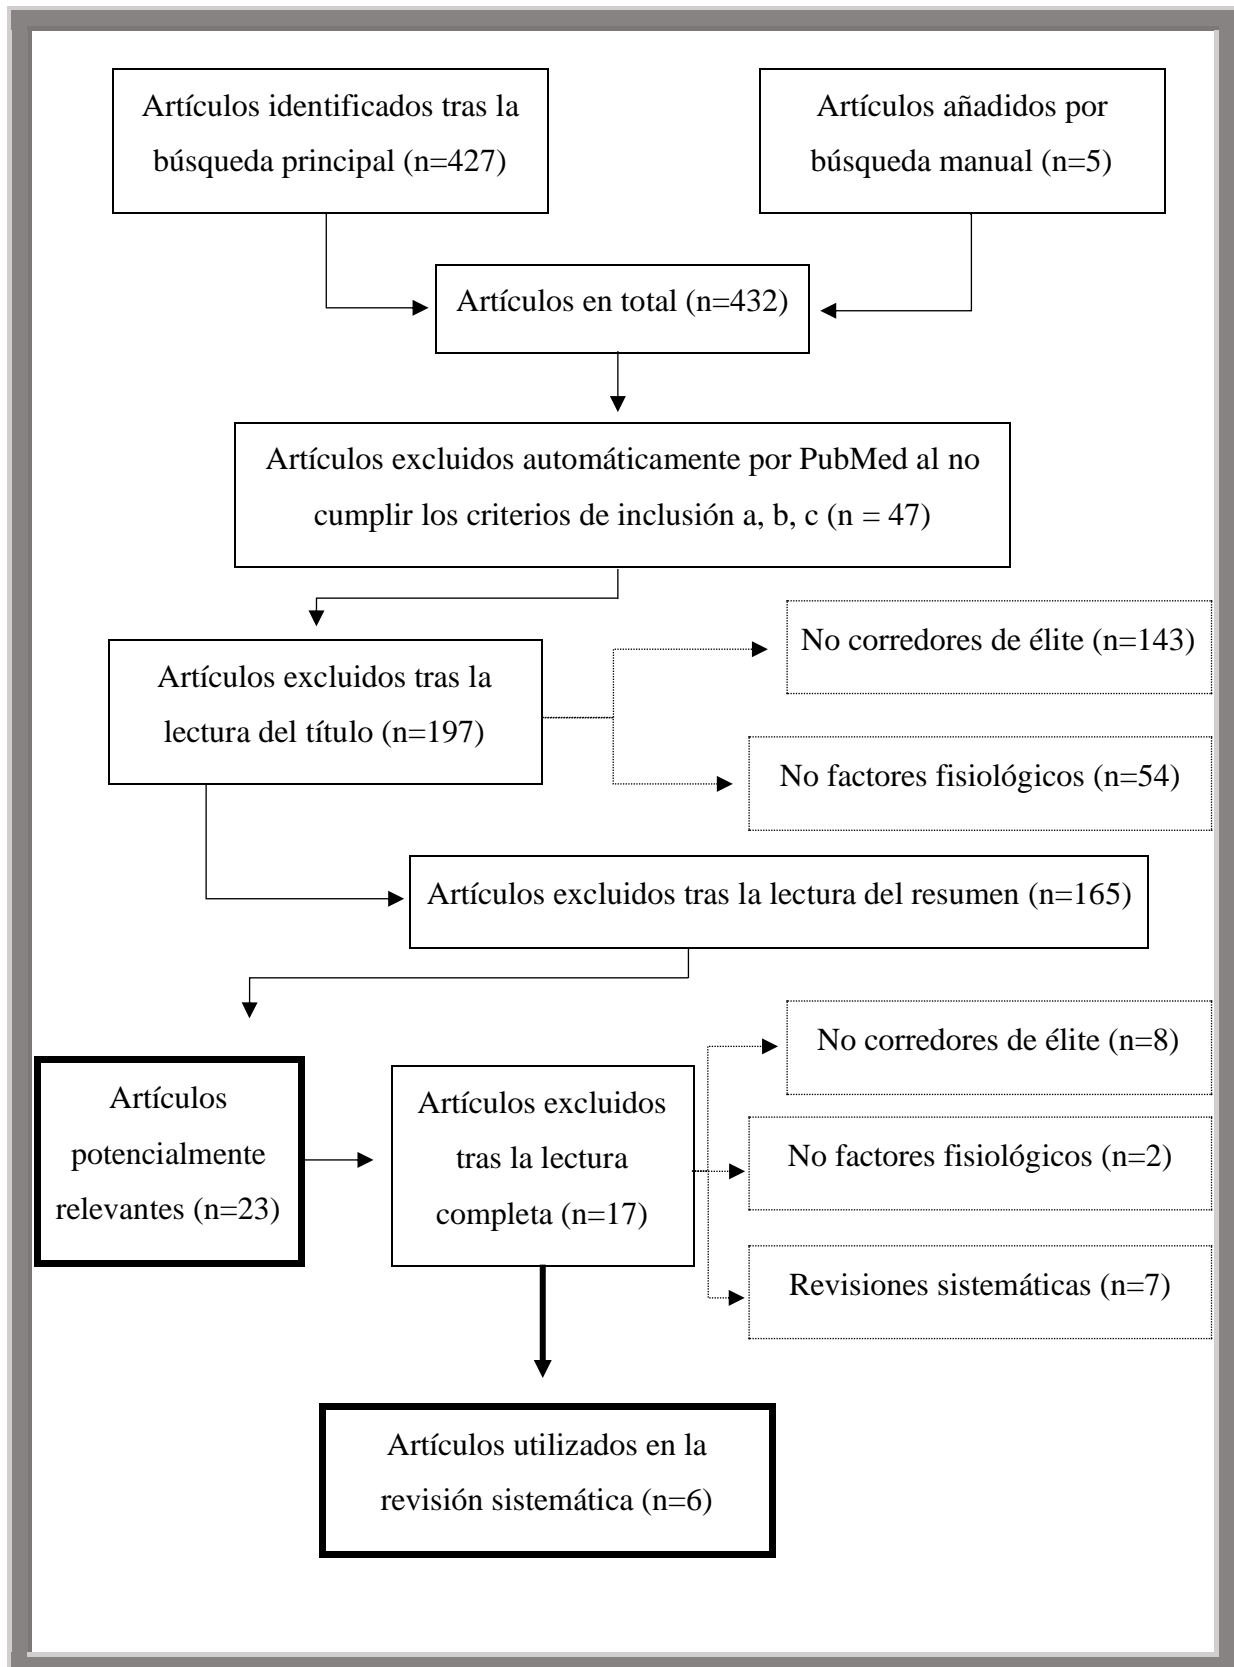 Artículos identificados tras la
búsqueda principal (n=427)
Artículos añadidos por
búsqueda manual (n=5)
Artículos en total (n=432)
Artículos excluidos automáticamente por PubMed al no
cumplir los criterios de inclusión a, b, c (n = 47)
Artículos excluidos tras la
lectura del título (n=197)
No corredores de élite (n=143)
No factores fisiológicos (n=54)
Artículos excluidos tras la lectura del resumen (n=165)
Artículos
potencialmente
relevantes (n=23)
Artículos excluidos
tras la lectura
completa (n=17)
No corredores de élite (n=8)
No factores fisiológicos (n=2)
Revisiones sistemáticas (n=7)
Artículos utilizados en la
revisión sistemática (n=6)